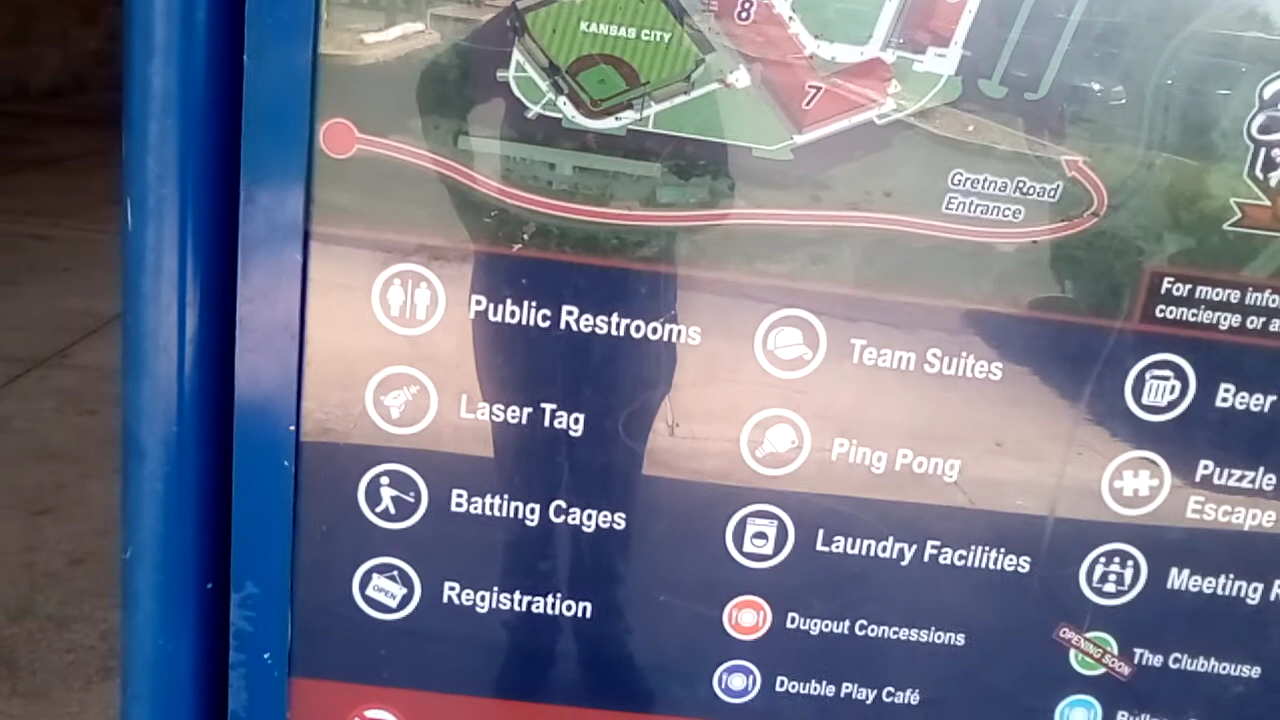 8
KANSAS CITY
7
Gretna Road
Entrance
For more info
concierge or a
Public Restrooms
Laser Tag
Batting Cages
OPEN
Registration
Team Suites
Ping Pong
Laundry Facilities
Dugout Concessions
Double Play Café
Beer
Puzzle
Escape
Meeting
OPENING SOON
The Clubhouse